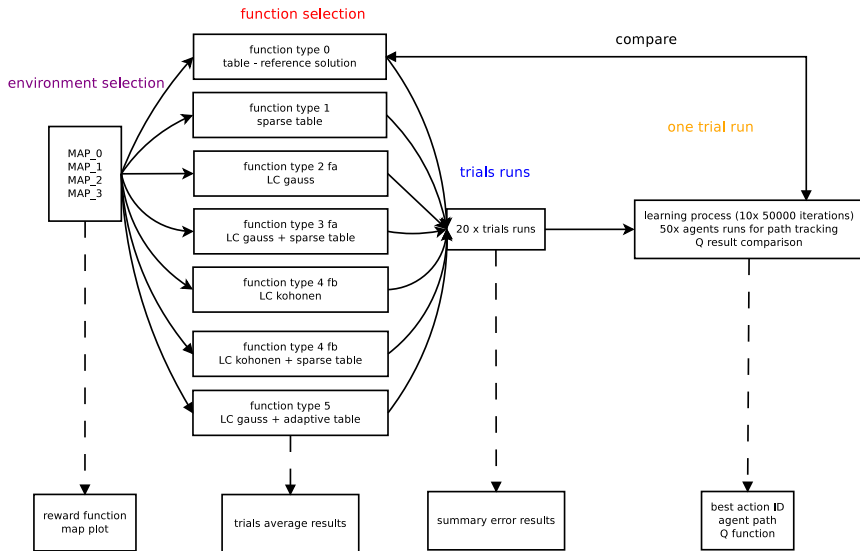 function selection
environment selection
MAP_0
MAP_1
MAP_2
MAP_3
function type 0
table - reference solution
function type 1
sparse table
function type 2 fa
LC gauss
function type 3 fa
LC gauss + sparse table
function type 4 fb
LC kohonen
function type 4 fb
LC kohonen + sparse table
function type 5
LC gauss + adaptive table
trials runs
20 x trials runs
compare
one trial run
learning process (10x 50000 iterations)
50x agents runs for path tracking
Q result comparison
reward function
map plot
trials average results
summary error results
best action ID
agent path
Q function